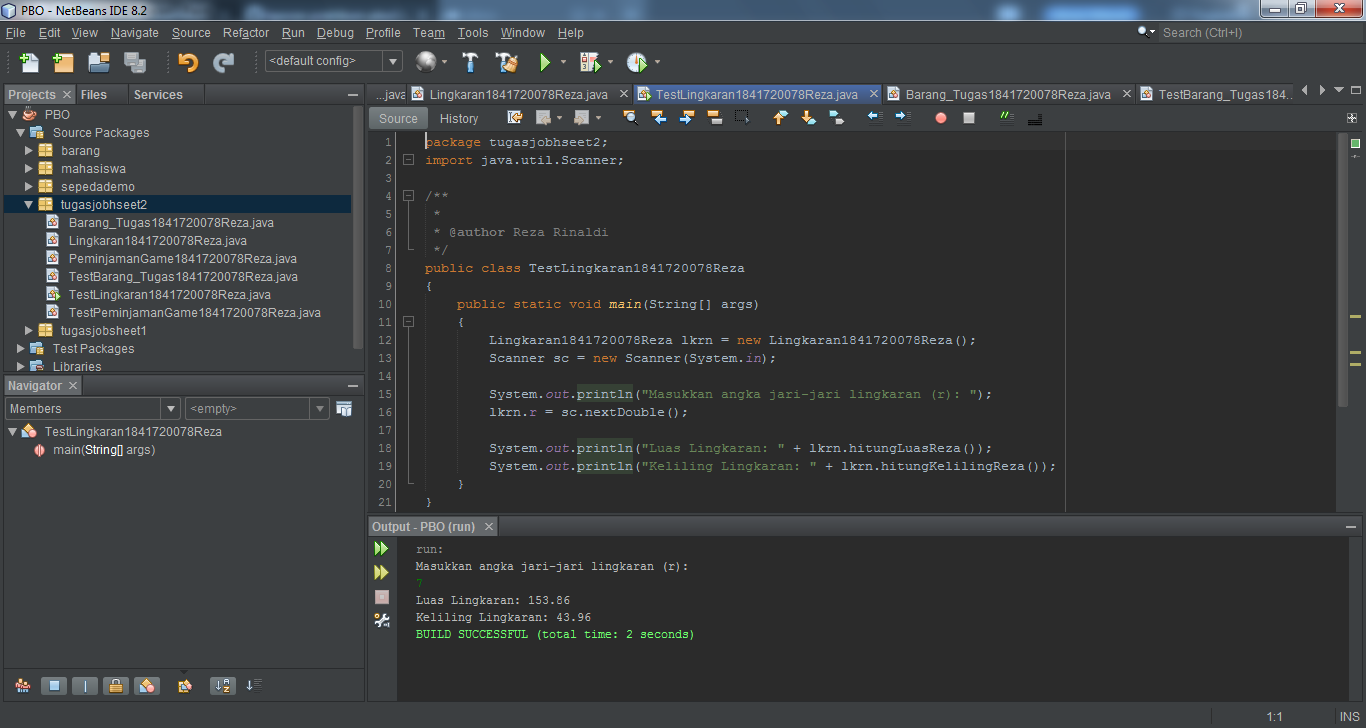 PBO - NetBeans IDE 8.2
File Edit View Navigate Source Refactor Run Debug Profile Team Tools Window Help
Search (Ctrl+I)
<default config>
Projects Files Services
PBO
Source Packages
barang
mahasiswa
sepedademo
tugasjobhseet2
Barang_Tugas1841720078Reza.java
Lingkaran1841720078Reza.java
PeminjamanGame1841720078Reza.java
TestBarang_Tugas1841720078Reza.java
TestLingkaran1841720078Reza.java
TestPeminjamanGame1841720078Reza.java
tugasjobsheet1
Test Packages
Libraries
Navigator
Members <empty>
TestLingkaran1841720078Reza
main(String[] args)
...java Lingkaran1841720078Reza.java TestLingkaran1841720078Reza.java Barang_Tugas1841720078Reza.java TestBarang_Tugas184...
Source History
1 package tugasjobhseet2;
2 import java.util.Scanner;
3
4 /**
5 *
6 * @author Reza Rinaldi
7 */
8 public class TestLingkaran1841720078Reza
9 {
10 public static void main(String[] args)
11 {
12 Lingkaran1841720078Reza lkrn = new Lingkaran1841720078Reza();
13 Scanner sc = new Scanner(System.in);
14
15 System.out.println("Masukkan angka jari-jari lingkaran (r): ");
16 lkrn.r = sc.nextDouble();
17
18 System.out.println("Luas Lingkaran: " + lkrn.hitungLuasReza());
19 System.out.println("Keliling Lingkaran: " + lkrn.hitungKelilingReza());
20 }
21 }
Output - PBO (run)
run:
Masukkan angka jari-jari lingkaran (r):
7
Luas Lingkaran: 153.86
Keliling Lingkaran: 43.96
BUILD SUCCESSFUL (total time: 2 seconds)
1:1 INS